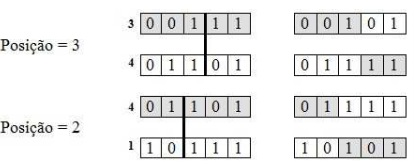 3 0 0 1 1 1 0 0 1 0 1
Posição = 3
4 0 1 1 0 1 0 1 1 1 1
4 0 1 1 0 1 0 1 1 1 1
Posição = 2
1 1 0 1 1 1 1 0 1 0 1